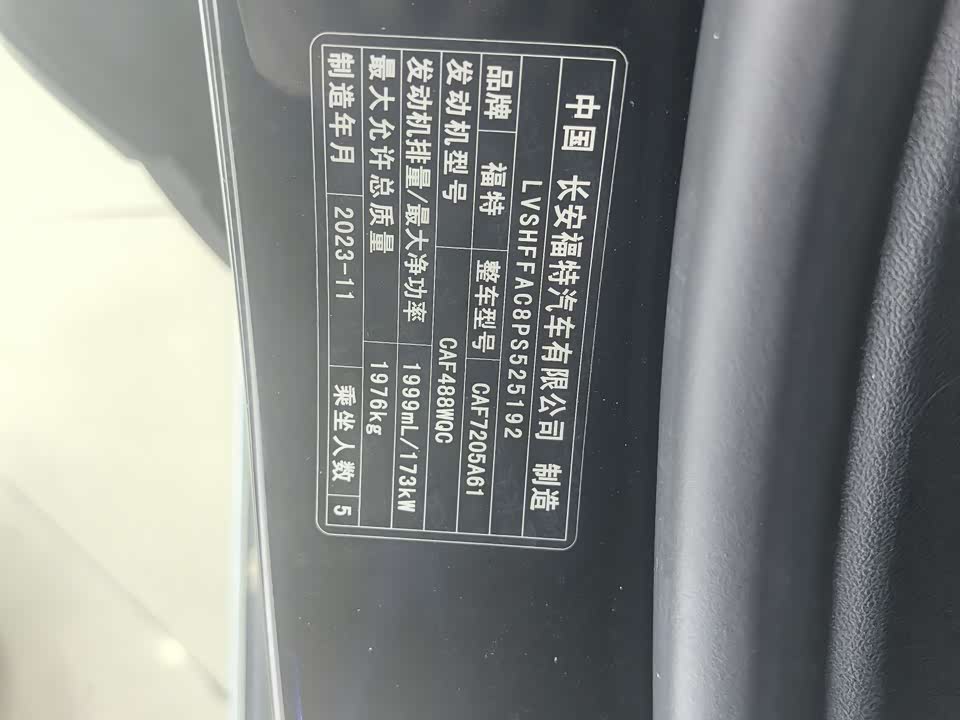 中国 长安福特汽车有限公司 制造
LVSHFFAC8PS525192
品牌 福特 整车型号 CAF7205A61
发动机型号 CAF488WQC
发动机排量/最大净功率 1999mL/173kW
最大允许总质量 1976kg
制造年月 2023-11 乘坐人数 5